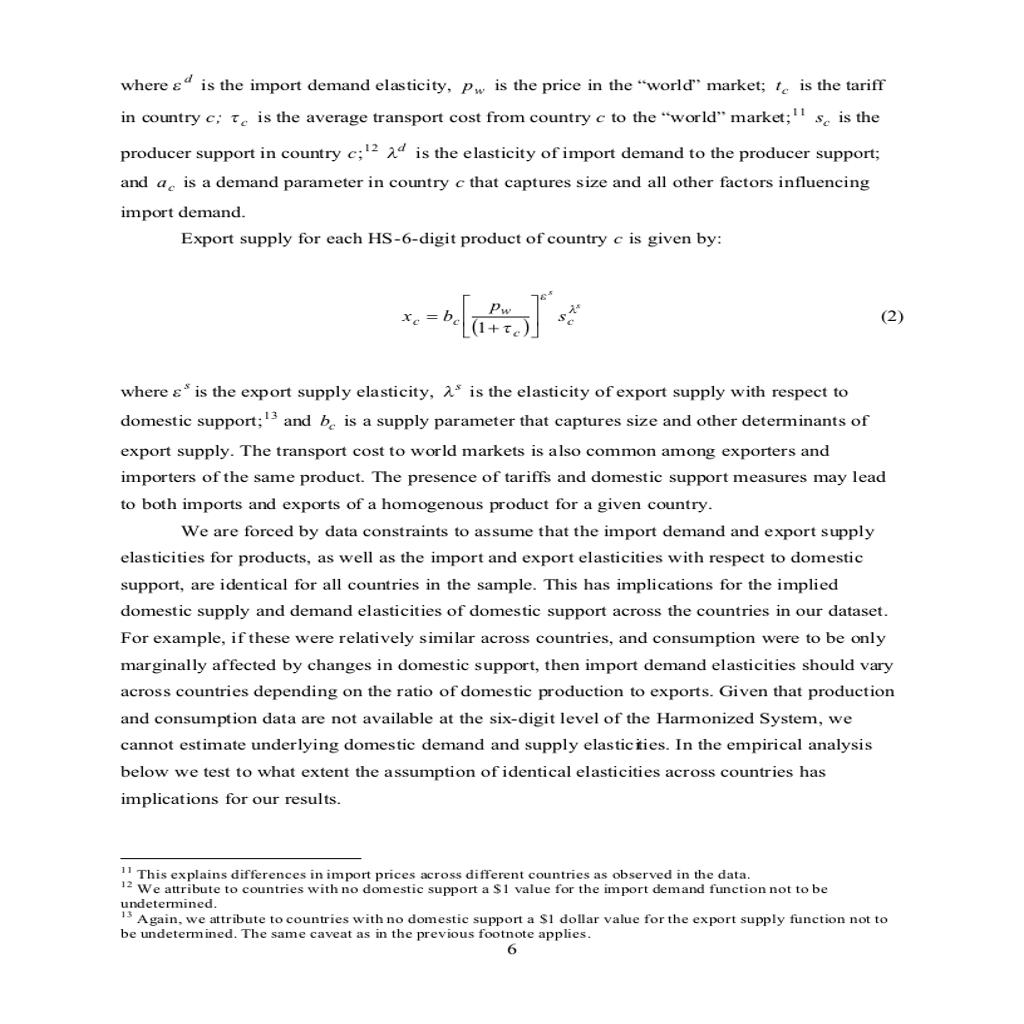 where ε^d is the import demand elasticity, p_w is the price in the “world” market; t_c is the tariff
in country c; τ_c is the average transport cost from country c to the “world” market;^11 s_c is the
producer support in country c;^12 λ^d is the elasticity of import demand to the producer support;
and a_c is a demand parameter in country c that captures size and all other factors influencing
import demand.
Export supply for each HS-6-digit product of country c is given by:
x_c = b_c [ p_w / (1 + τ_c) ]^{ε^s} s_c^{λ^s} (2)
where ε^s is the export supply elasticity, λ^s is the elasticity of export supply with respect to
domestic support;^13 and b_c is a supply parameter that captures size and other determinants of
export supply. The transport cost to world markets is also common among exporters and
importers of the same product. The presence of tariffs and domestic support measures may lead
to both imports and exports of a homogenous product for a given country.
We are forced by data constraints to assume that the import demand and export supply
elasticities for products, as well as the import and export elasticities with respect to domestic
support, are identical for all countries in the sample. This has implications for the implied
domestic supply and demand elasticities of domestic support across the countries in our dataset.
For example, if these were relatively similar across countries, and consumption were to be only
marginally affected by changes in domestic support, then import demand elasticities should vary
across countries depending on the ratio of domestic production to exports. Given that production
and consumption data are not available at the six-digit level of the Harmonized System, we
cannot estimate underlying domestic demand and supply elasticities. In the empirical analysis
below we test to what extent the assumption of identical elasticities across countries has
implications for our results.
^11 This explains differences in import prices across different countries as observed in the data.
^12 We attribute to countries with no domestic support a $1 value for the import demand function not to be
undetermined.
^13 Again, we attribute to countries with no domestic support a $1 dollar value for the export supply function not to
be undetermined. The same caveat as in the previous footnote applies.
6